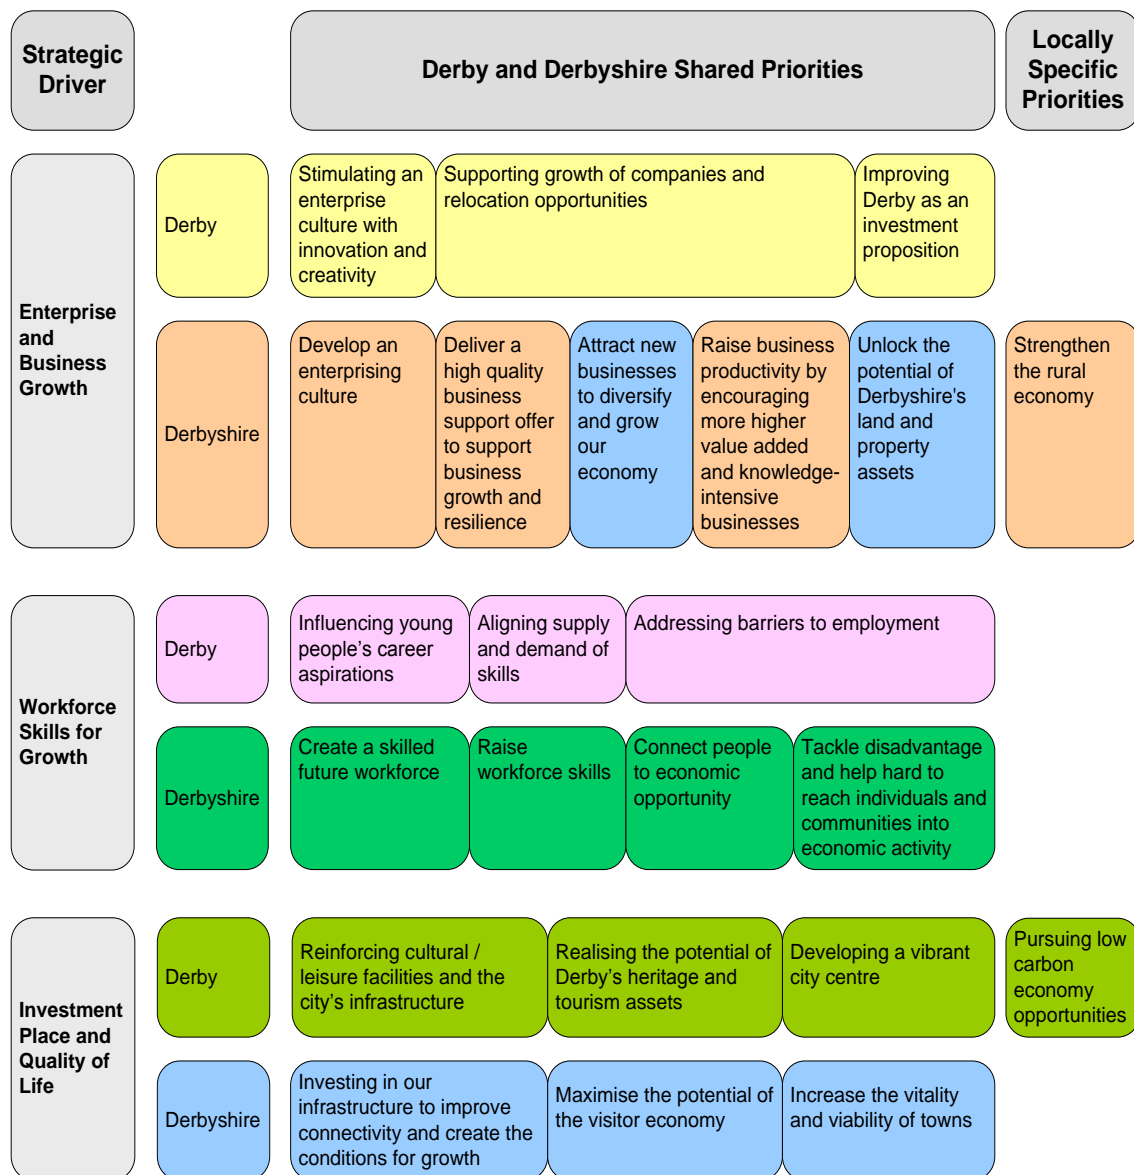 Strategic
Driver
Derby and Derbyshire Shared Priorities
Locally
Specific
Priorities
Enterprise
and
Business
Growth
Derby
Stimulating an
enterprise
culture with
innovation and
creativity
Supporting growth of companies and
relocation opportunities
Improving
Derby as an
investment
proposition
Derbyshire
Develop an
enterprising
culture
Deliver a
high quality
business
support offer
to support
business
growth and
resilience
Attract new
businesses
to diversify
and grow
our
economy
Raise business
productivity by
encouraging
more higher
value added
and knowledge-
intensive
businesses
Unlock the
potential of
Derbyshire's
land and
property
assets
Strengthen
the rural
economy
Workforce
Skills for
Growth
Derby
Influencing young
people’s career
aspirations
Aligning supply
and demand of
skills
Addressing barriers to employment
Derbyshire
Create a skilled
future workforce
Raise
workforce skills
Connect people
to economic
opportunity
Tackle disadvantage
and help hard to
reach individuals and
communities into
economic activity
Investment
Place and
Quality of
Life
Derby
Reinforcing cultural /
leisure facilities and the
city’s infrastructure
Realising the potential of
Derby’s heritage and
tourism assets
Developing a vibrant
city centre
Pursuing low
carbon
economy
opportunities
Derbyshire
Investing in our
infrastructure to improve
connectivity and create the
conditions for growth
Maximise the potential of
the visitor economy
Increase the vitality
and viability of towns